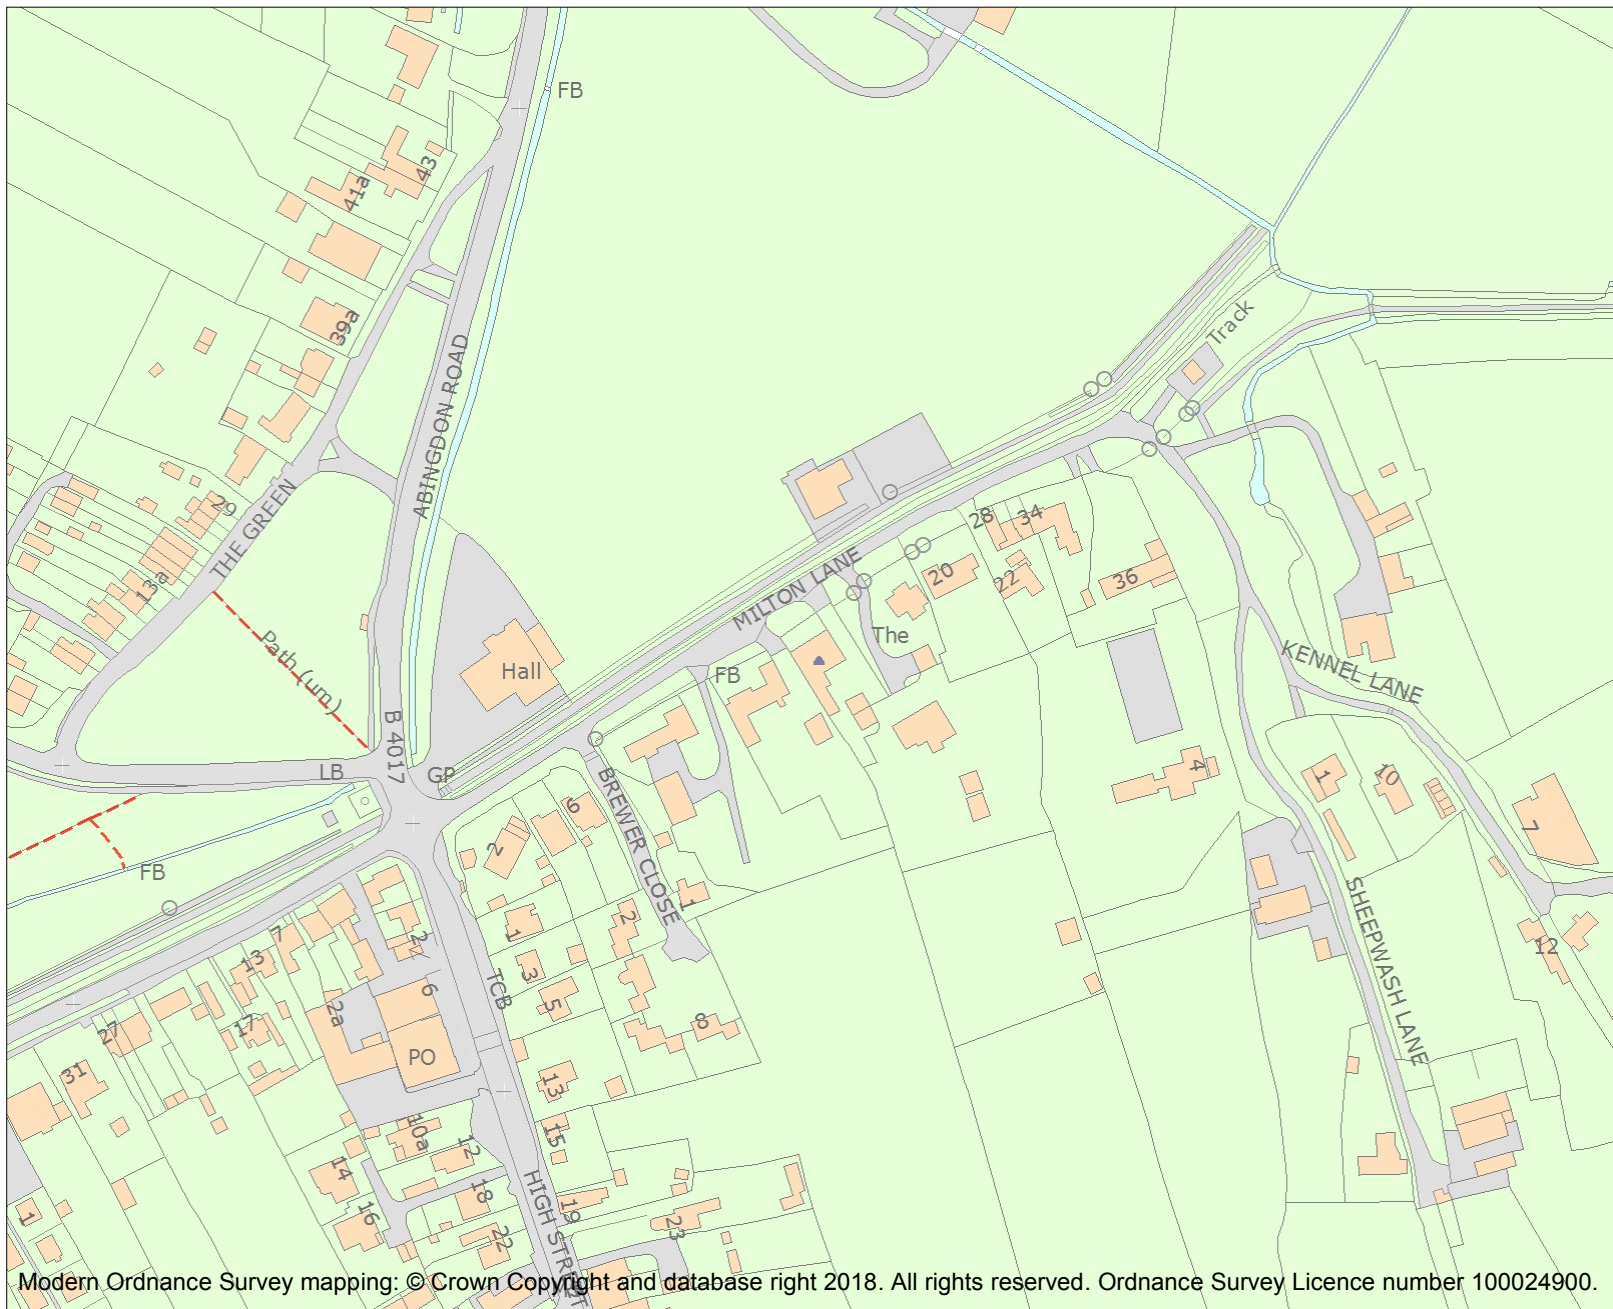 FB
43
41a
39a
Track
ABINGDON ROAD
29
THE GREEN
13a
28
34
MILTON LANE
20
22
36
The
Path (um)
Hall
FB
KENNEL LANE
B 4017
LB
GP
4
1
10
6
2
BREWER CLOSE
7
FB
SHEEPWASH LANE
1
2
2
7
13
1
3
12
TCB
6
5
2a
17
27
8
PO
31
13
10a
15
12
14
18
HIGH STREET
16
19
23
22
1
Modern Ordnance Survey mapping: © Crown Copyright and database right 2018. All rights reserved. Ordnance Survey Licence number 100024900.